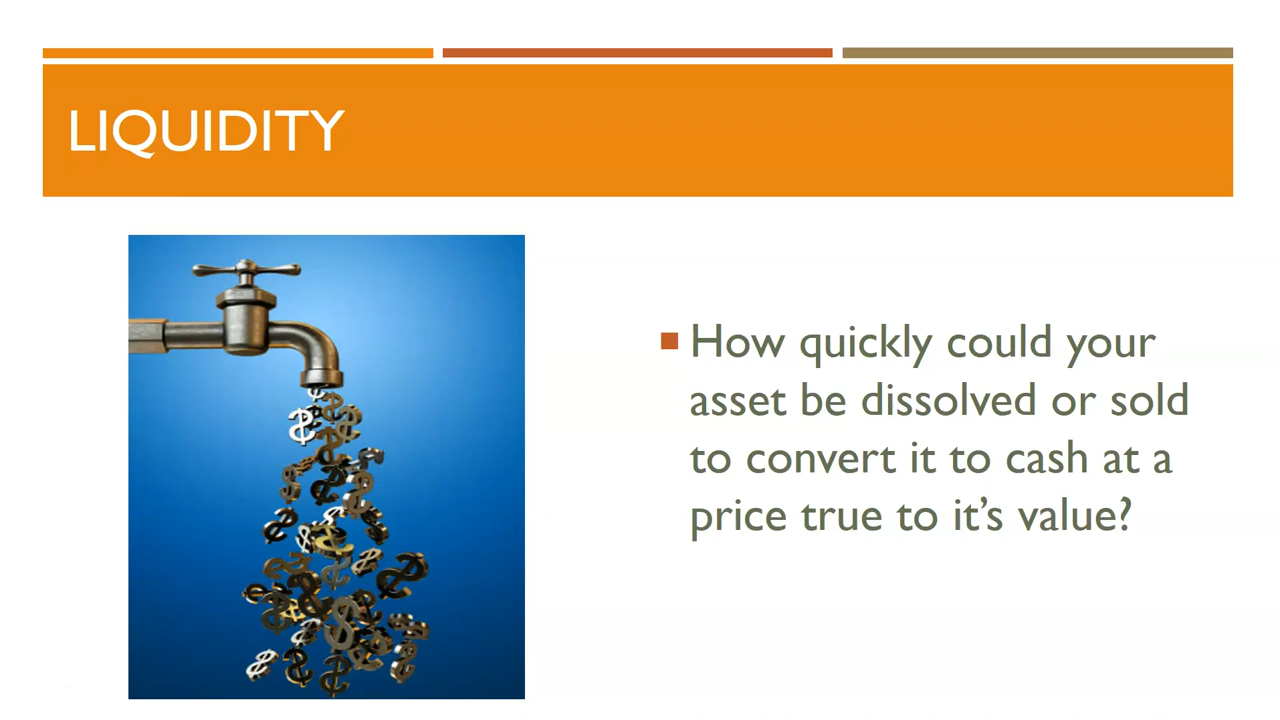 LIQUIDITY
How quickly could your
asset be dissolved or sold
to convert it to cash at a
price true to it’s value?